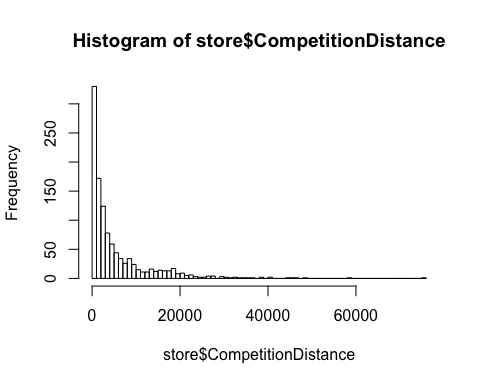 Histogram of store$CompetitionDistance
Frequency
0 50 150 250
0 20000 40000 60000
store$CompetitionDistance